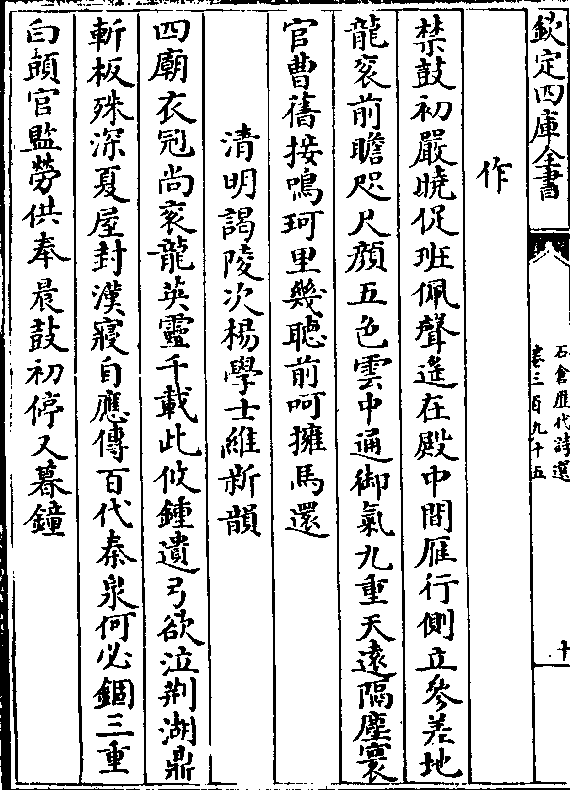 欽定四庫全書
石倉歷代詩選
卷三百九十五
十
作
禁鼓初嚴曉促班佩聲遙在殿中間雁行側立參差地
龍衮前瞻咫尺顔五色雲中通御氣九重天遠隔塵寰
官曹舊接鳴珂里幾聴前呵擁馬還
清明謁陵次楊學士維新韻
四廟衣冠尚衮龍英靈千載此攸鍾遺弓欲泣荆湖鼎
斬板殊深夏屋封漢寢自應傳百代秦泉何必錮三重
白頭官監勞供奉晨鼓初停又暮鐘